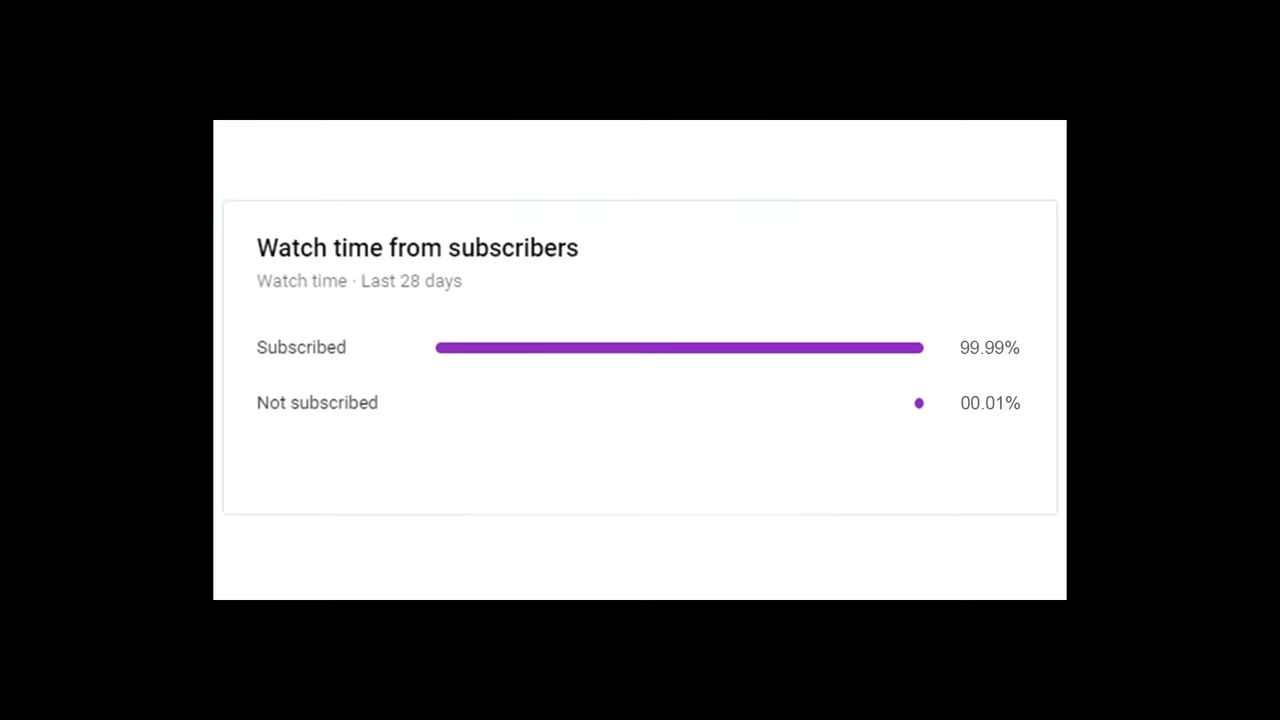 Watch time from subscribers
Watch time · Last 28 days
Subscribed 99.99%
Not subscribed 00.01%